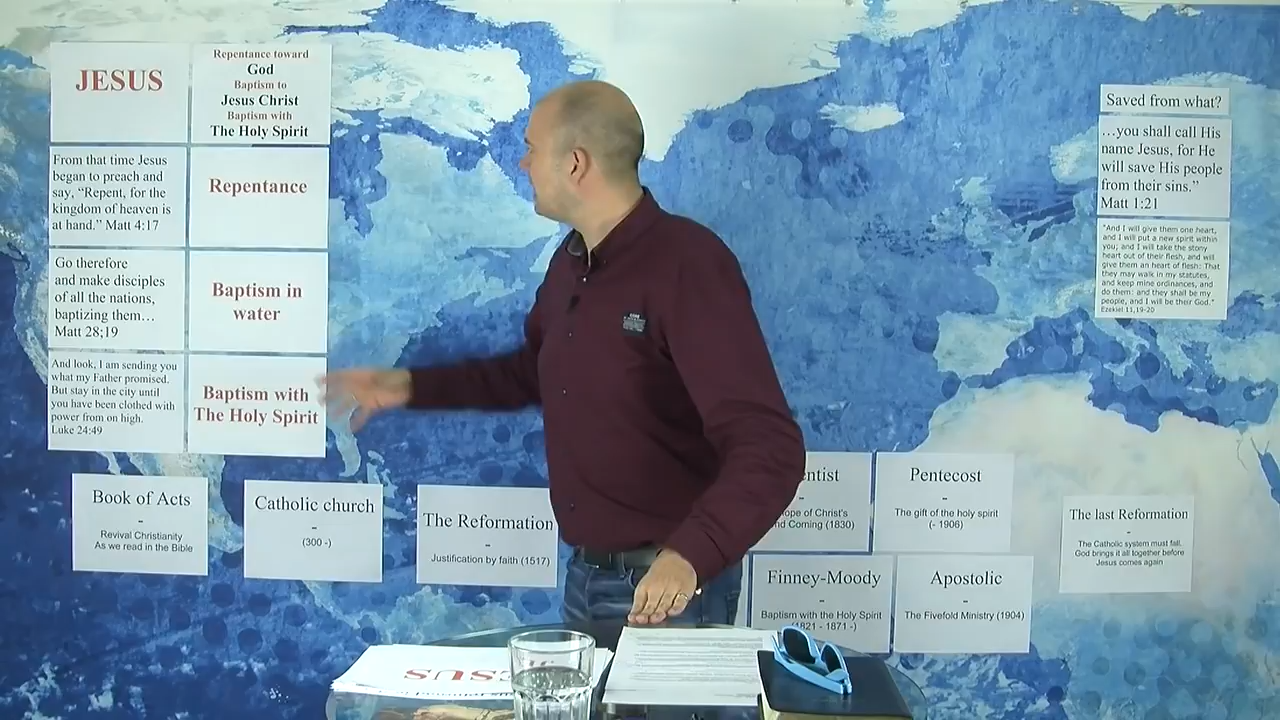 JESUS
Repentance toward
God
Baptism to
Jesus Christ
Baptism with
The Holy Spirit
From that time Jesus
began to preach and
say, “Repent, for the
kingdom of heaven is
at hand.” Matt 4:17
Repentance
Go therefore
and make disciples
of all the nations,
baptizing them…
Matt 28;19
Baptism in
water
And look, I am sending you
what my Father promised.
But stay in the city until
you have been clothed with
power from on high.
Luke 24:49
Baptism with
The Holy Spirit
Saved from what?
…you shall call His
name Jesus, for He
will save His people
from their sins.”
Matt 1:21
"And I will give them one heart,
and I will put a new spirit within
you; and I will take the stony
heart out of their flesh, and will
give them an heart of flesh: That
they may walk in my statutes,
and keep mine ordinances, and
do them: and they shall be my
people, and I will be their God."
Ezekiel 11,19-20
Book of Acts
-
Revival Christianity
As we read in the Bible
Catholic church
-
(300 -)
The Reformation
-
Justification by faith (1517)
of Christ's
Coming (1830)
Pentecost
-
The gift of the holy spirit
(- 1906)
Finney-Moody
-
Baptism with the Holy Spirit
(1821 - 1871 -)
Apostolic
-
The Fivefold Ministry (1904)
The last Reformation
-
The Catholic system must fall.
God brings it all together before
Jesus comes again
JESUS